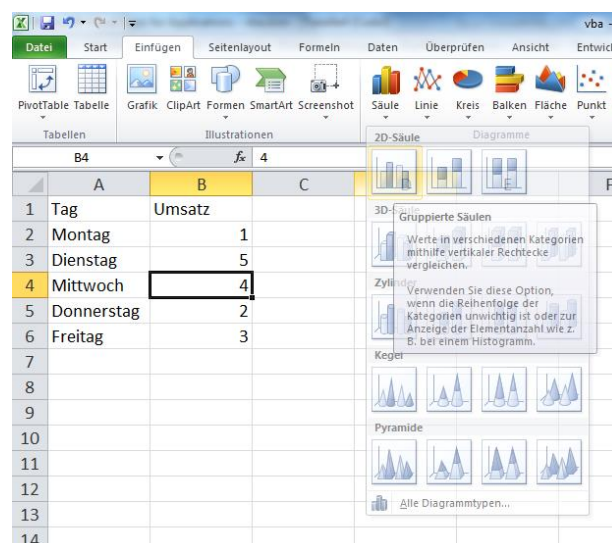 vba -
Datei Start Einfügen Seitenlayout Formeln Daten Überprüfen Ansicht Entwick
PivotTable Tabelle Grafik ClipArt Formen SmartArt Screenshot Säule Linie Kreis Balken Fläche Punkt
Tabellen Illustrationen Diagramme
B4 fx 4
A B C F
1 Tag Umsatz
2 Montag 1
3 Dienstag 5
4 Mittwoch 4
5 Donnerstag 2
6 Freitag 3
7
8
9
10
11
12
13
14
2D-Säule
3D-Säule
Gruppierte Säulen
Werte in verschiedenen Kategorien
mithilfe vertikaler Rechtecke
vergleichen.
Verwenden Sie diese Option,
wenn die Reihenfolge der
Kategorien unwichtig ist oder zur
Anzeige der Elementanzahl wie z.
B. bei einem Histogramm.
Zylinder
Kegel
Pyramide
Alle Diagrammtypen...